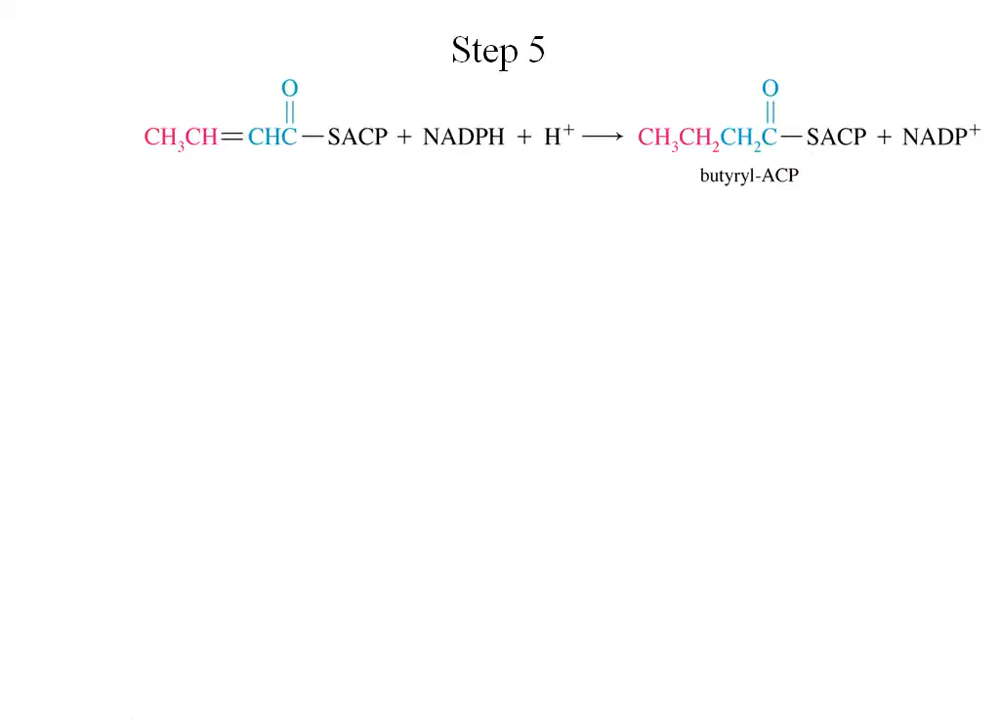 Step 5
O O
CH₃CH=CHC—SACP + NADPH + H⁺ ⟶ CH₃CH₂CH₂C—SACP + NADP⁺
butyryl-ACP